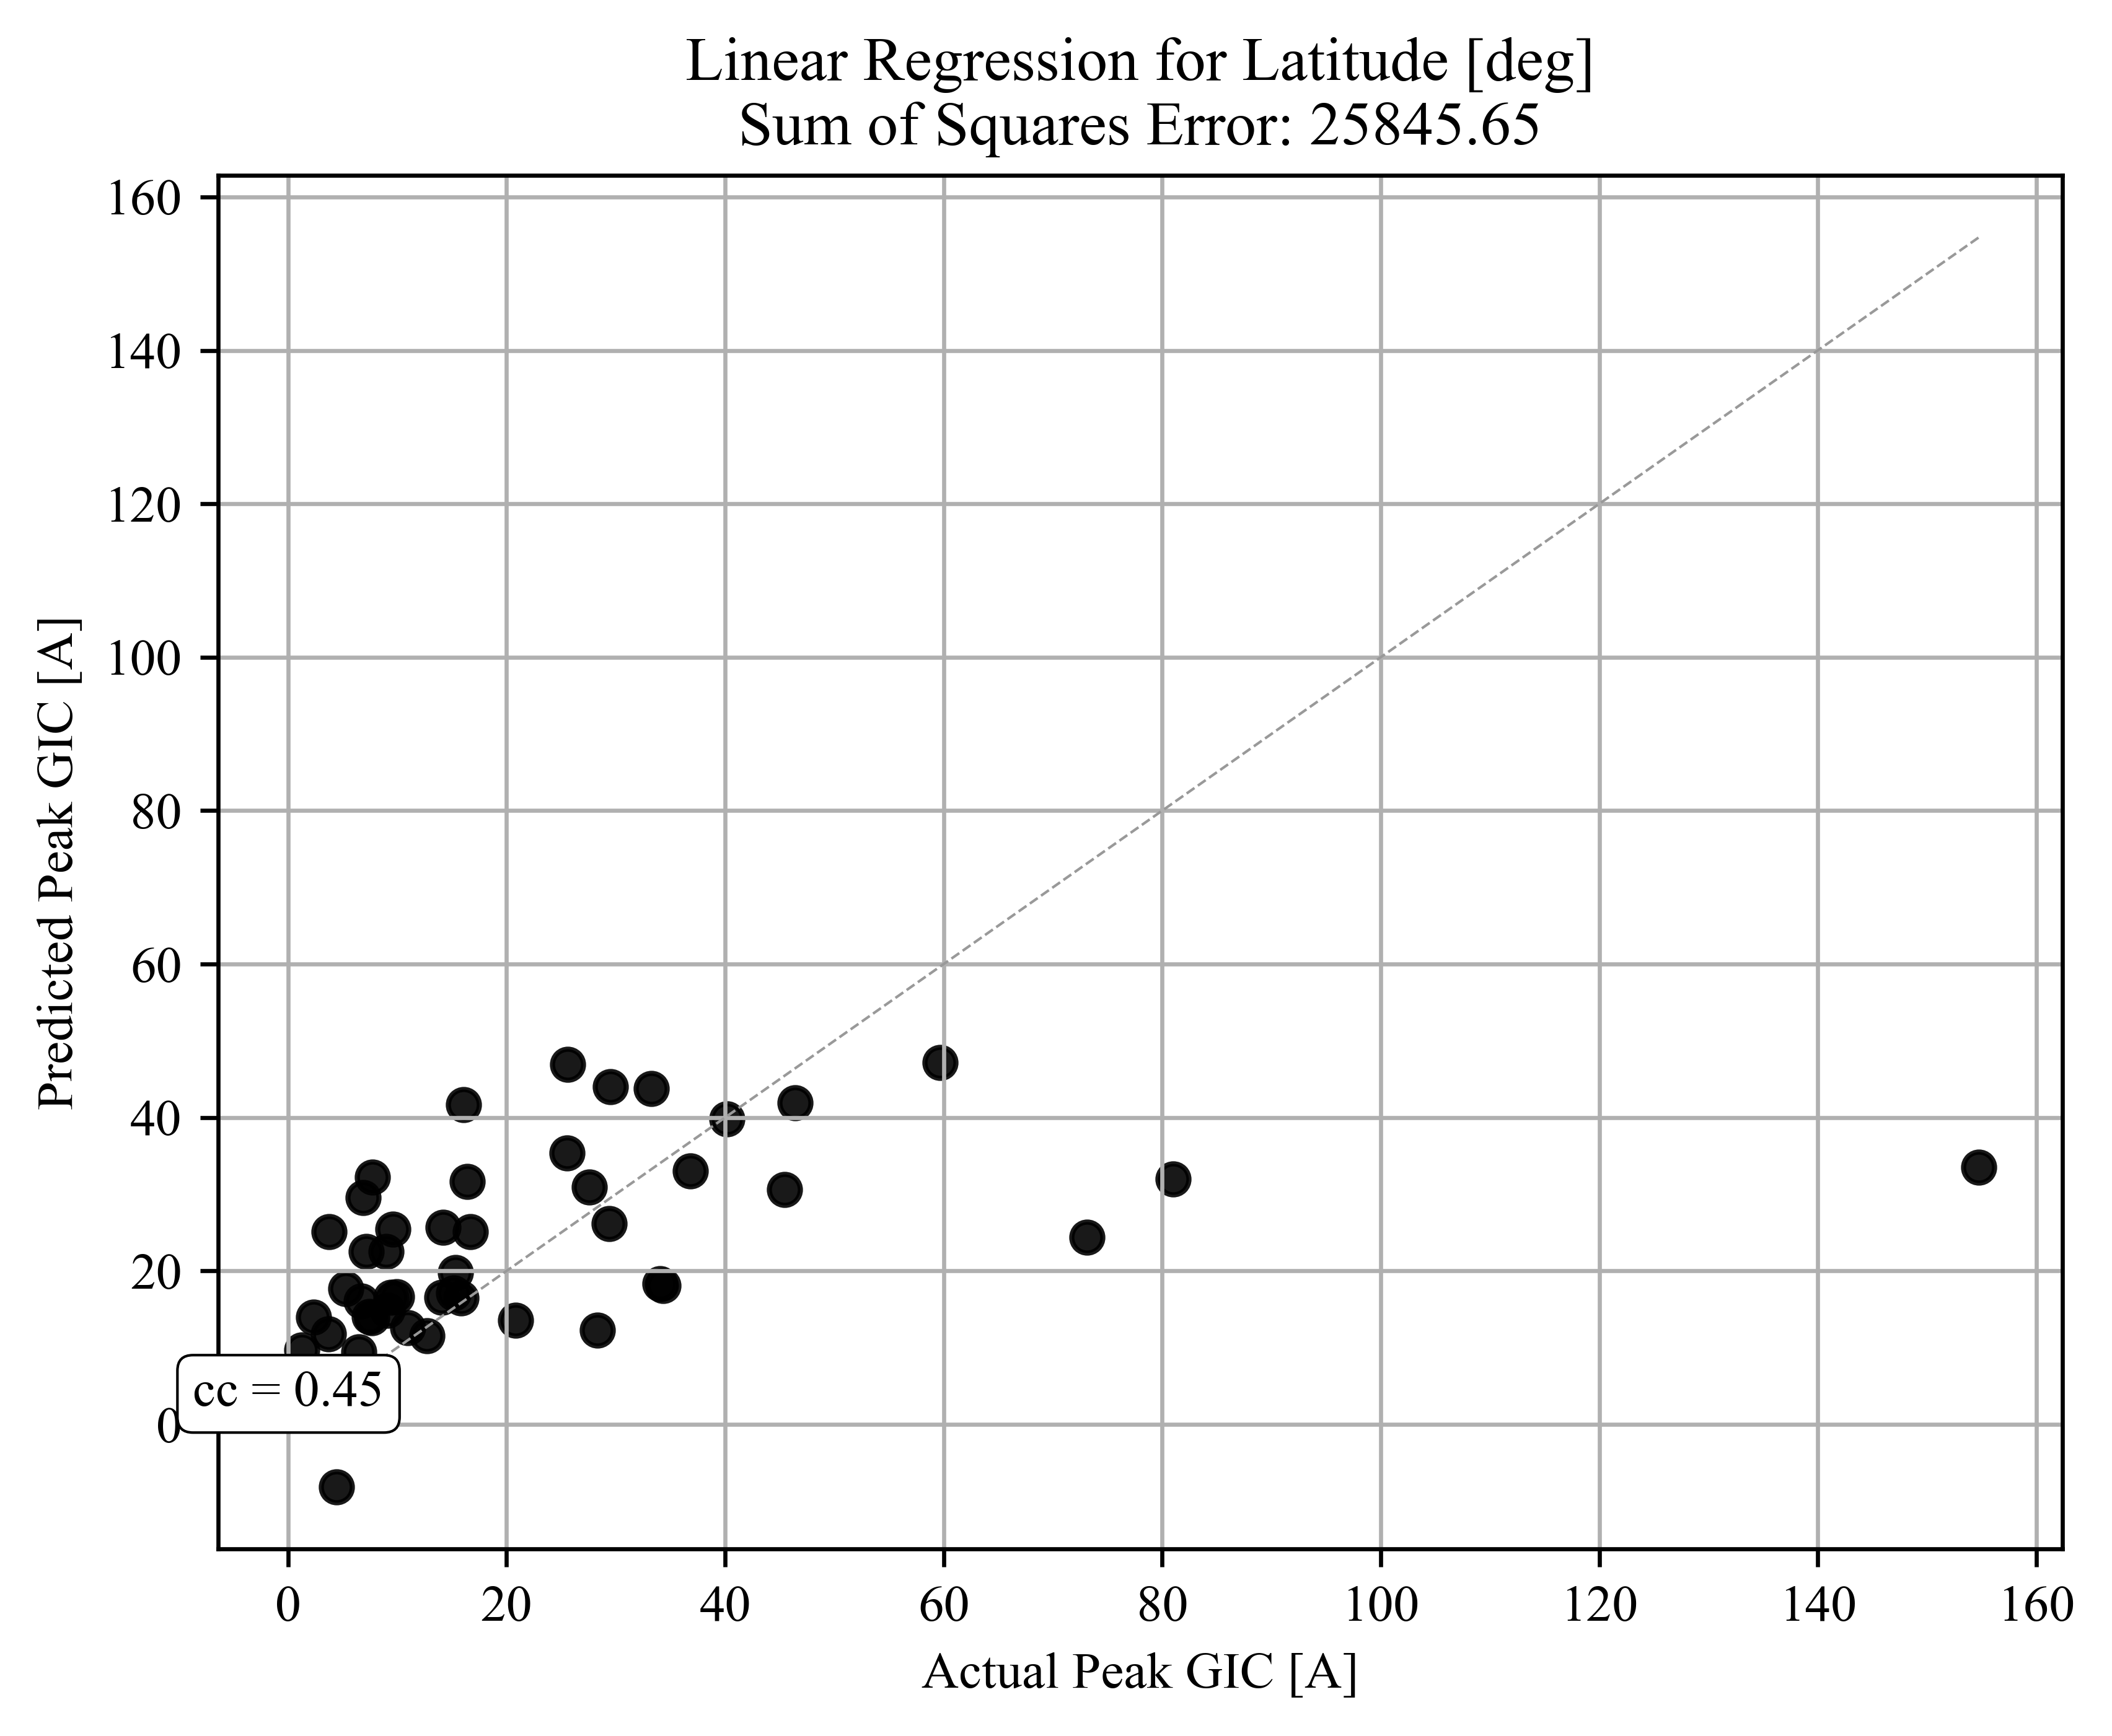 Linear Regression for Latitude [deg]
Sum of Squares Error: 25845.65
Predicted Peak GIC [A]
160
140
120
100
80
60
40
20
0
cc = 0.45
0 20 40 60 80 100 120 140 160
Actual Peak GIC [A]